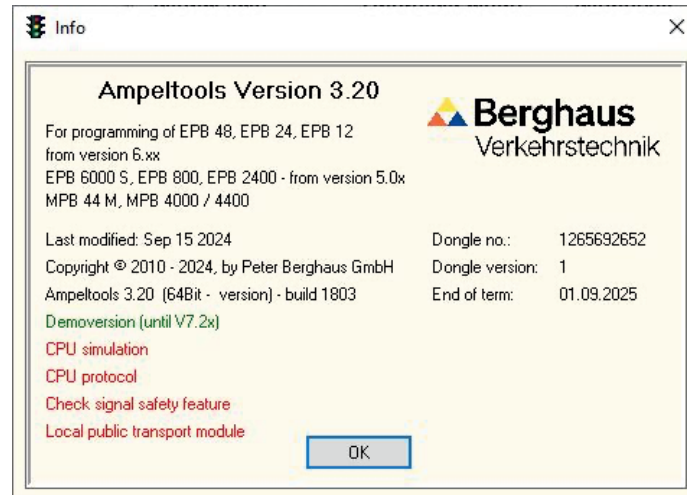 Info
Ampeltools Version 3.20
Berghaus
Verkehrstechnik
For programming of EPB 48, EPB 24, EPB 12
from version 6.xx
EPB 6000 S, EPB 800, EPB 2400 - from version 5.0x
MPB 44 M, MPB 4000 / 4400
Last modified: Sep 15 2024
Dongle no.: 1265692652
Copyright © 2010 - 2024, by Peter Berghaus GmbH
Dongle version: 1
Ampeltools 3.20 (64Bit - version) - build 1803
End of term: 01.09.2025
Demoversion (until V7.2x)
CPU simulation
CPU protocol
Check signal safety feature
Local public transport module
OK